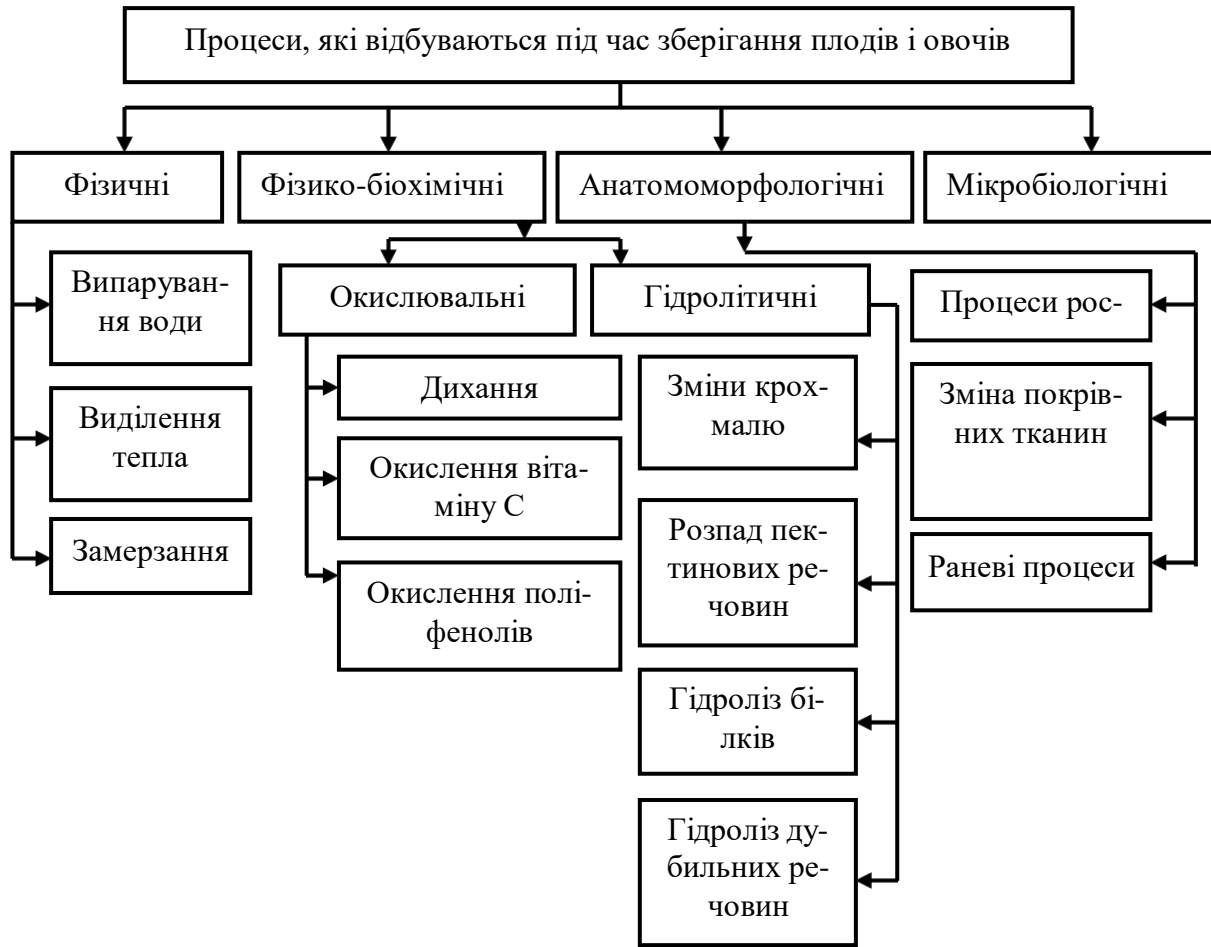 Процеси, які відбуваються під час зберігання плодів і овочів
Фізичні
Фізико-біохімічні
Анатомоморфологічні
Мікробіологічні
Випаруван-
ня води
Виділення
тепла
Замерзання
Окислювальні
Дихання
Окислення віта-
міну С
Окислення полі-
фенолів
Гідролітичні
Зміни крох-
малю
Розпад пек-
тинових ре-
човин
Гідроліз бі-
лків
Гідроліз ду-
бильних ре-
човин
Процеси рос-
Зміна покрів-
них тканин
Раневі процеси